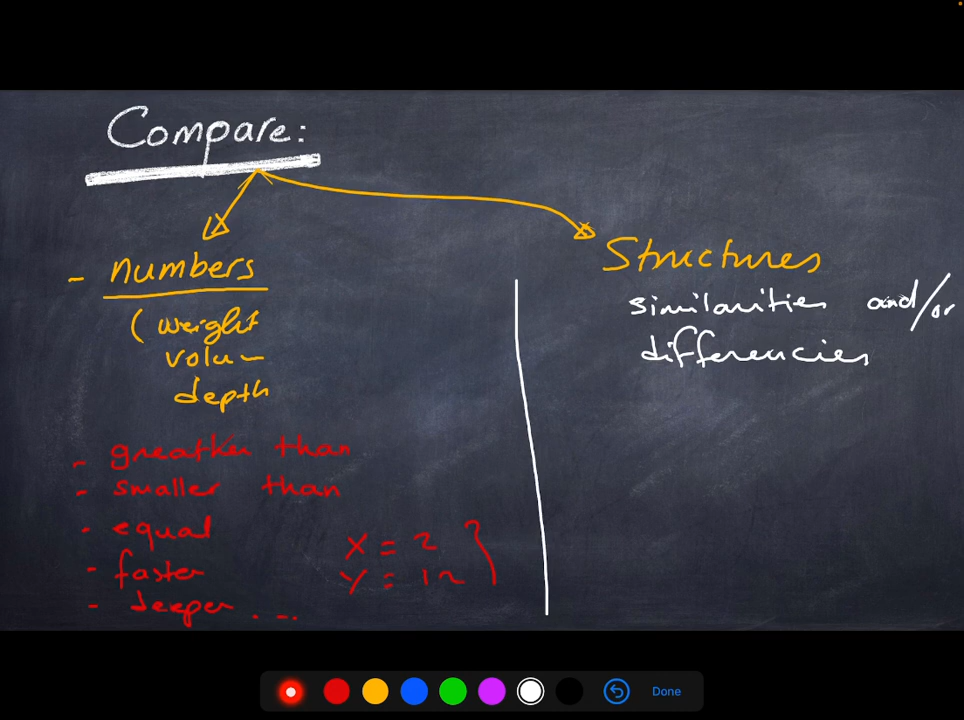 Compare:
- numbers
(weight
volu
depth
- greatker than
- smaller than
- equal
- faster
- deeper ...
X = 2
Y = 12
Structures
similarities and/or
differencies
Done